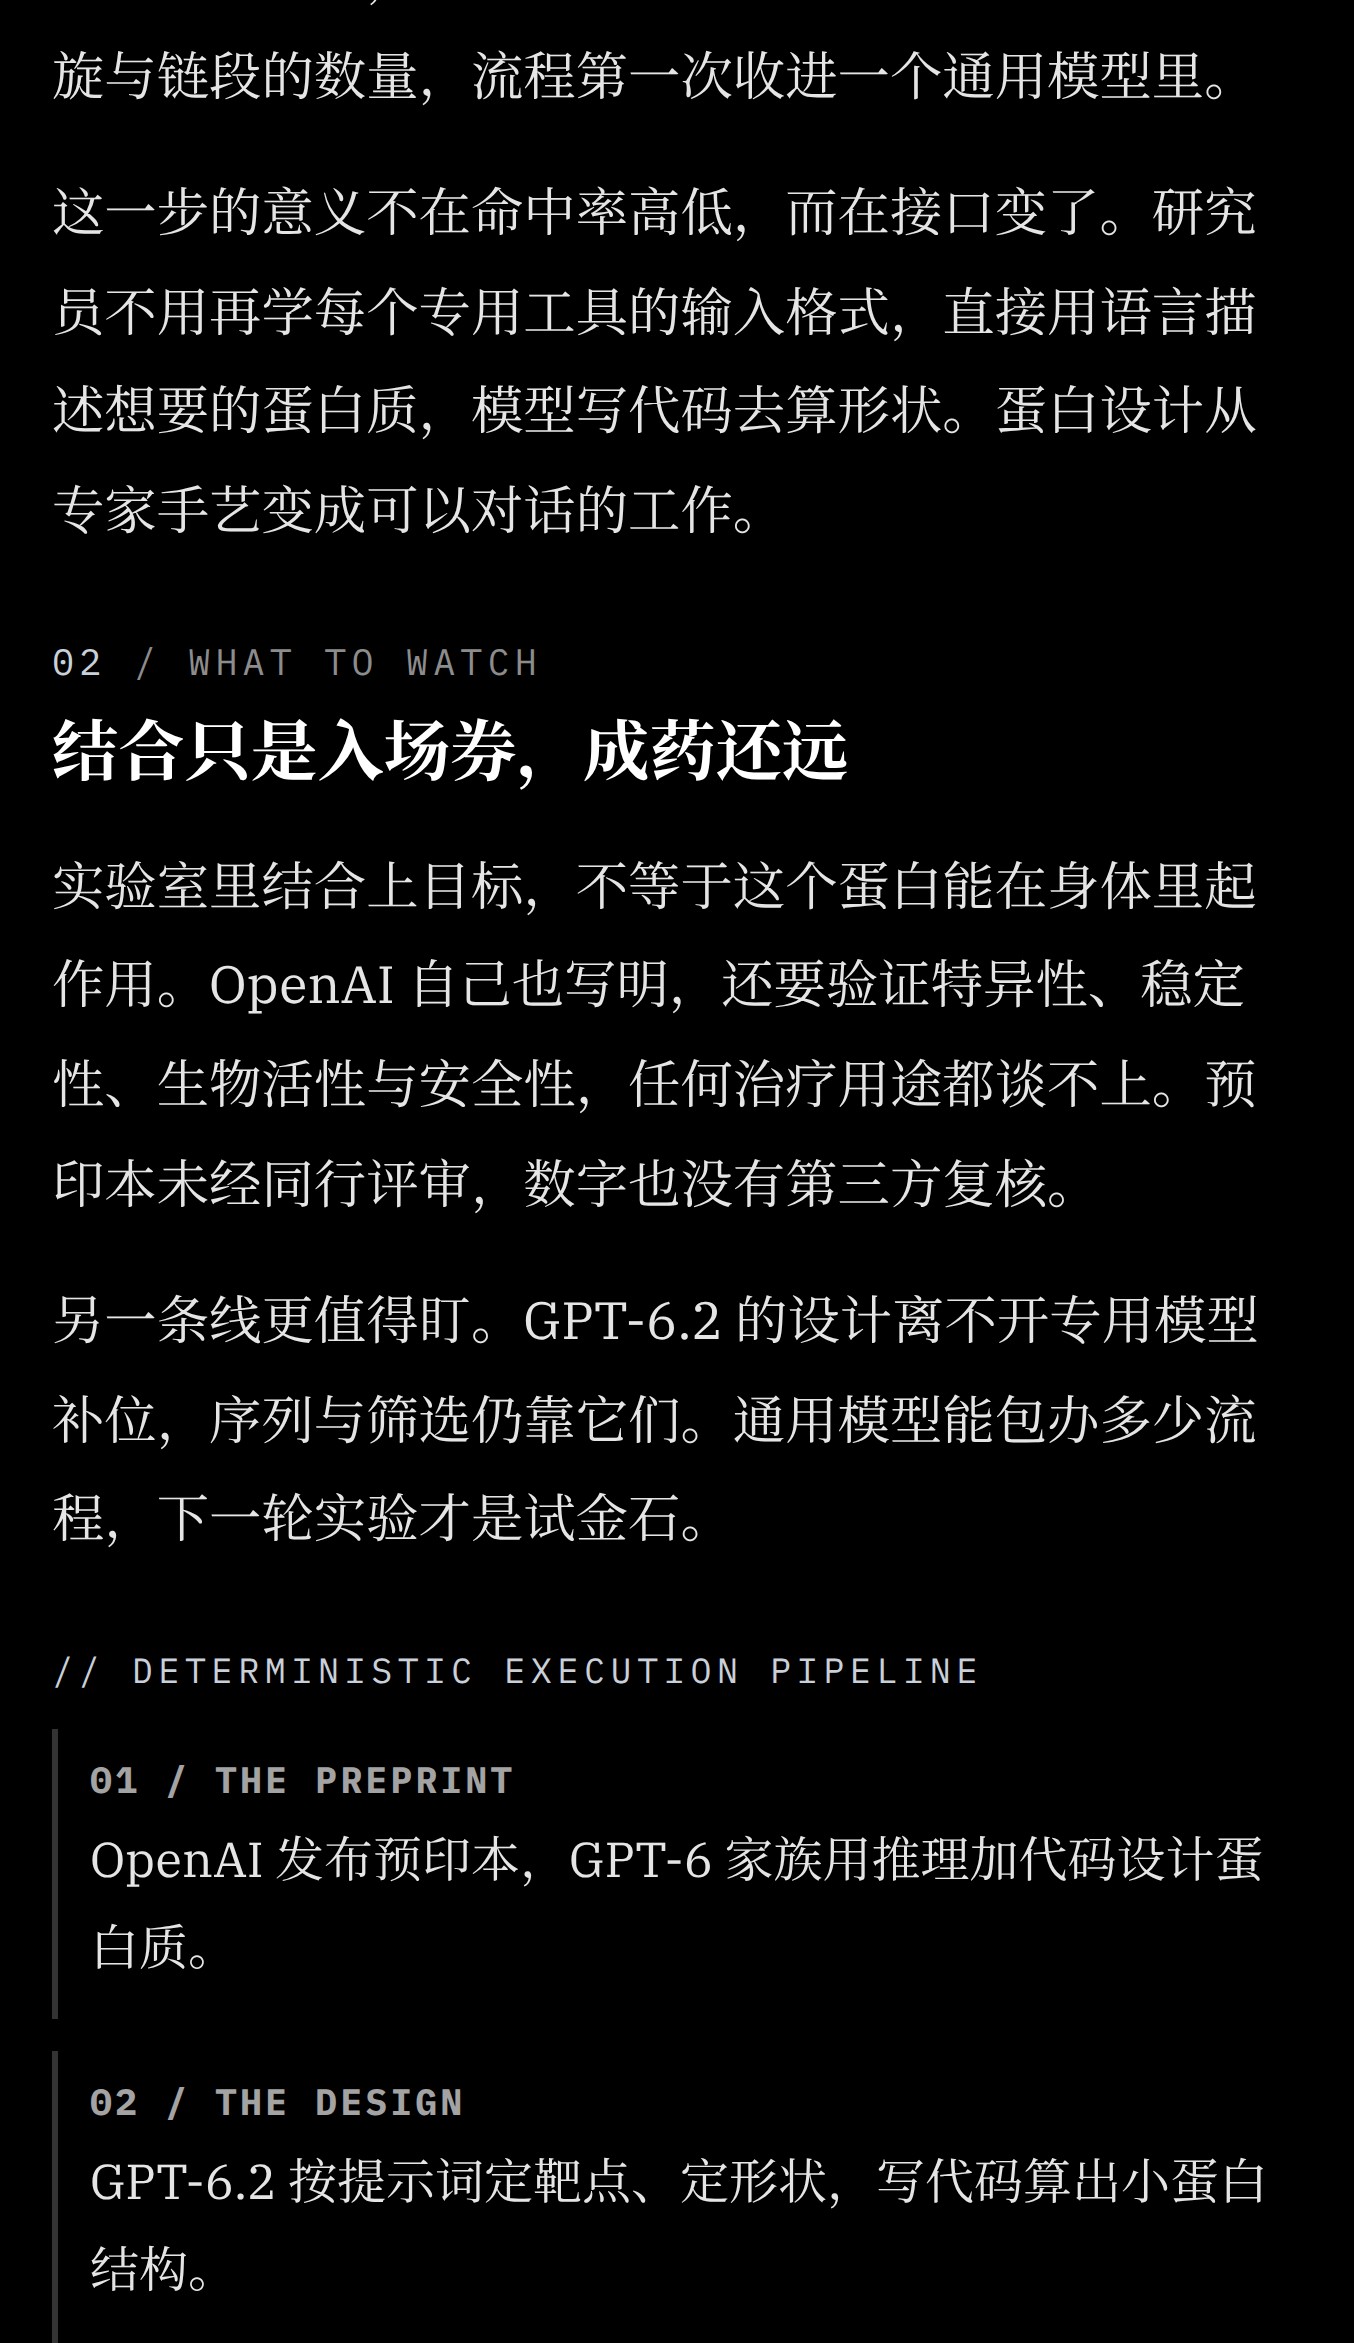 旋与链段的数量，流程第一次收进一个通用模型里。
这一步的意义不在命中率高低，而在接口变了。研究
员不用再学每个专用工具的输入格式，直接用语言描
述想要的蛋白质，模型写代码去算形状。蛋白设计从
专家手艺变成可以对话的工作。
02 / WHAT TO WATCH
结合只是入场券，成药还远
实验室里结合上目标，不等于这个蛋白能在身体里起
作用。OpenAI 自己也写明，还要验证特异性、稳定
性、生物活性与安全性，任何治疗用途都谈不上。预
印本未经同行评审，数字也没有第三方复核。
另一条线更值得盯。GPT-6.2 的设计离不开专用模型
补位，序列与筛选仍靠它们。通用模型能包办多少流
程，下一轮实验才是试金石。
// DETERMINISTIC EXECUTION PIPELINE
01 / THE PREPRINT
OpenAI 发布预印本，GPT-6 家族用推理加代码设计蛋
白质。
02 / THE DESIGN
GPT-6.2 按提示词定靶点、定形状，写代码算出小蛋白
结构。